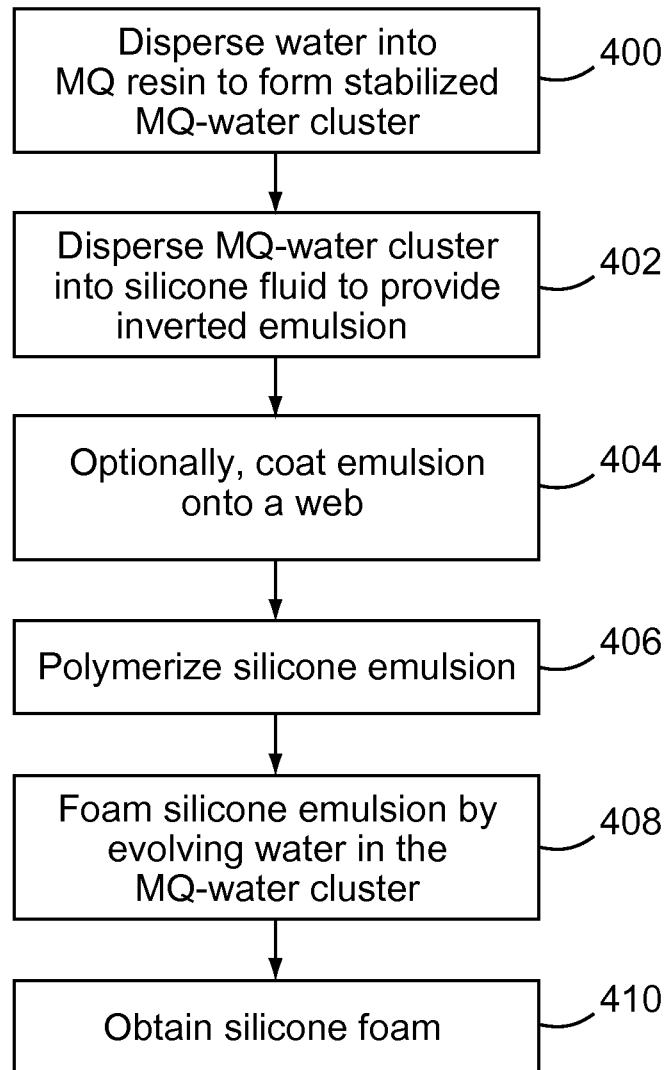 Disperse water into
MQ resin to form stabilized
MQ-water cluster
400
Disperse MQ-water cluster
into silicone fluid to provide
inverted emulsion
402
Optionally, coat emulsion
onto a web
404
Polymerize silicone emulsion
406
Foam silicone emulsion by
evolving water in the
MQ-water cluster
408
Obtain silicone foam
410